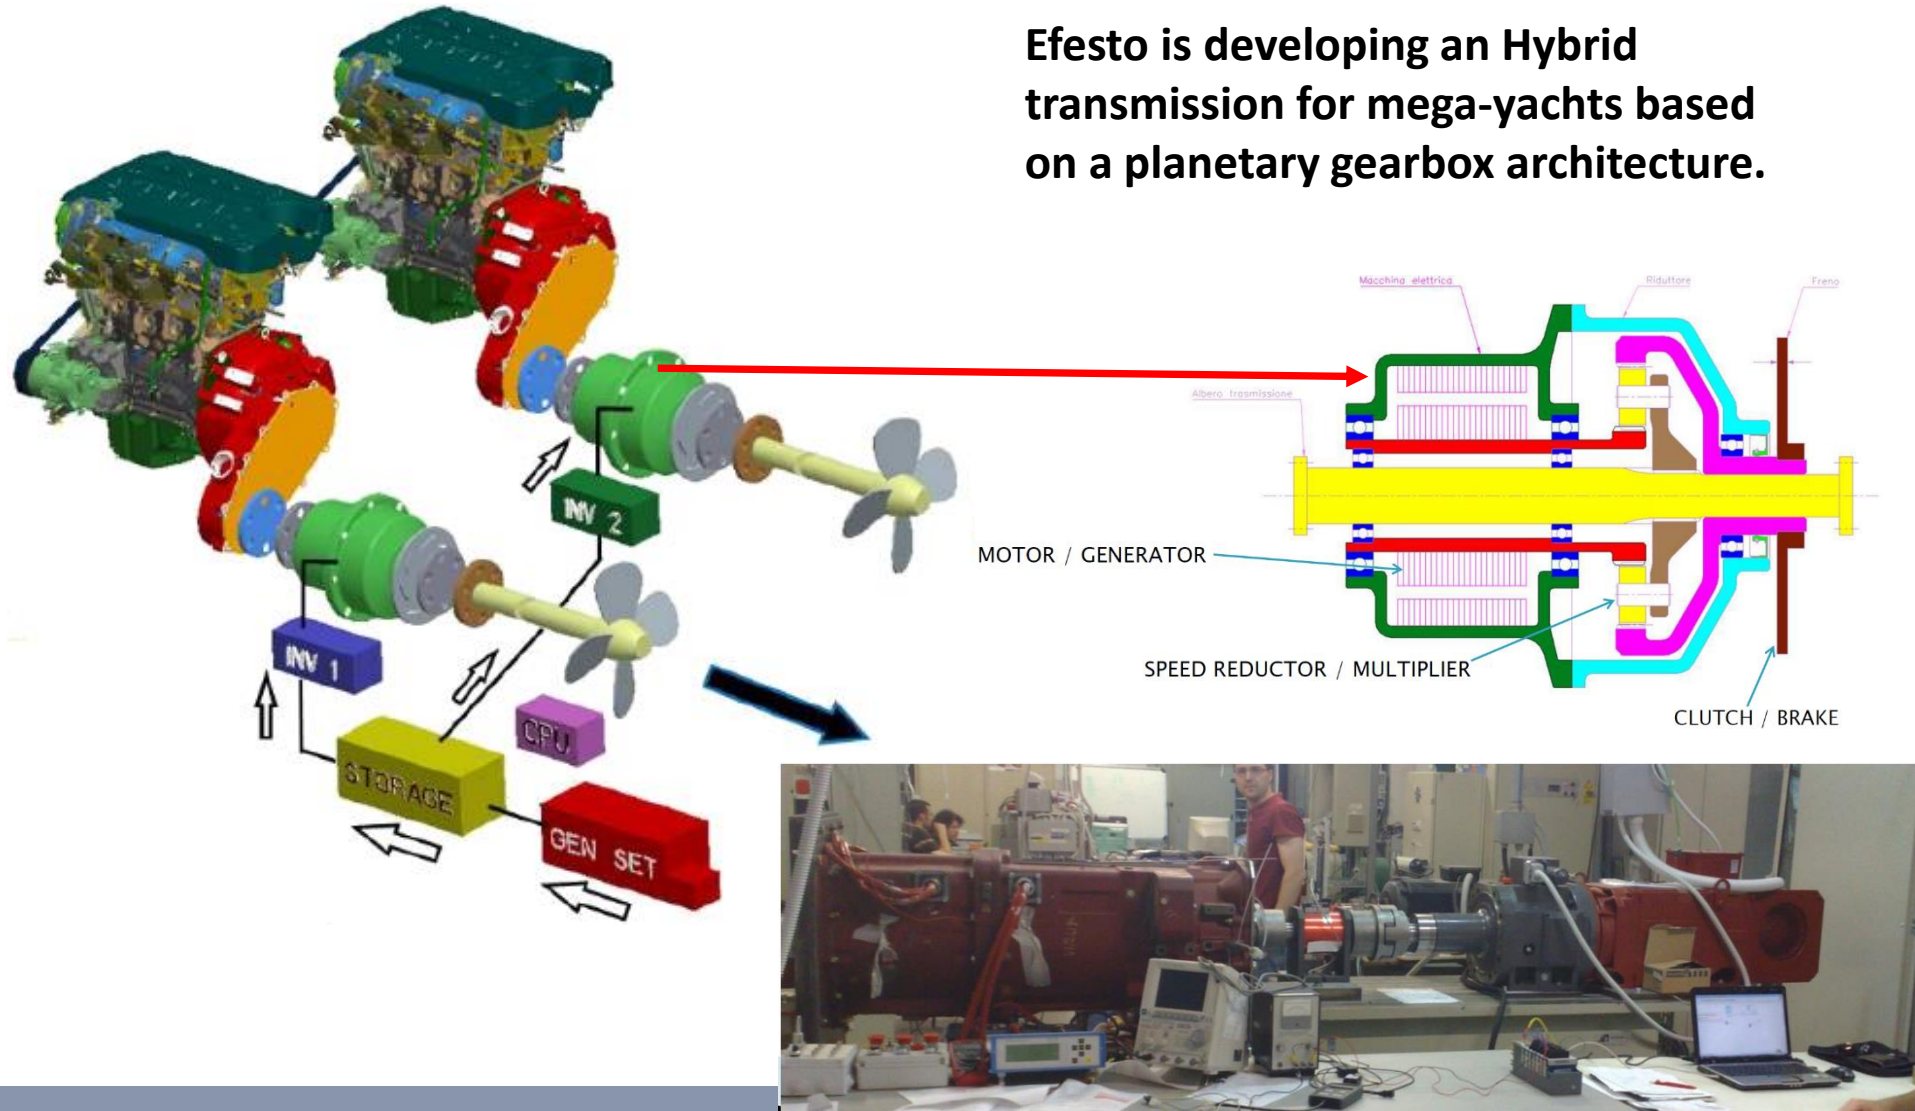 Efesto is developing an Hybrid
transmission for mega-yachts based
on a planetary gearbox architecture.
Macchina elettrica
Riduttore
Freno
Albero trasmissione
MOTOR / GENERATOR
SPEED REDUCTOR / MULTIPLIER
CLUTCH / BRAKE
INV 2
INV 1
CPU
STORAGE
GEN SET